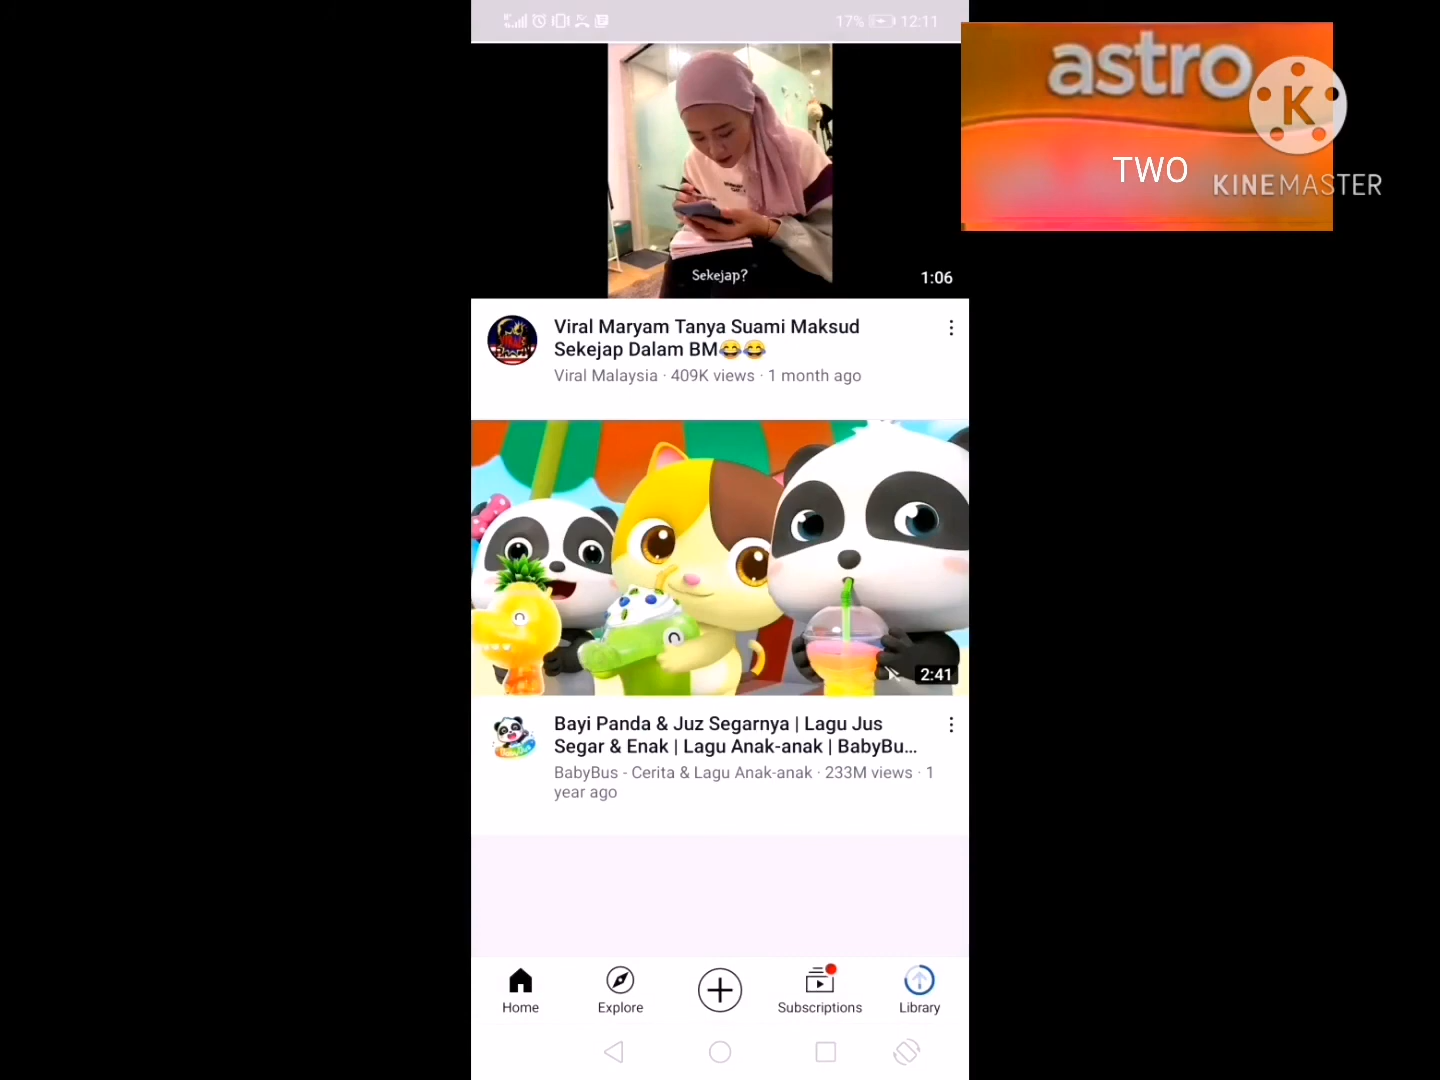 17% 12:11
astro
K
TWO
KINEMASTER
Sekejap?
1:06
Viral Maryam Tanya Suami Maksud
Sekejap Dalam BM😂😂
Viral Malaysia · 409K views · 1 month ago
2:41
Bayi Panda & Juz Segarnya | Lagu Jus
Segar & Enak | Lagu Anak-anak | BabyBu...
BabyBus - Cerita & Lagu Anak-anak · 233M views · 1
year ago
Home
Explore
Subscriptions
Library